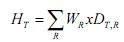 H_T = ∑_R W_R x D_{T,R}